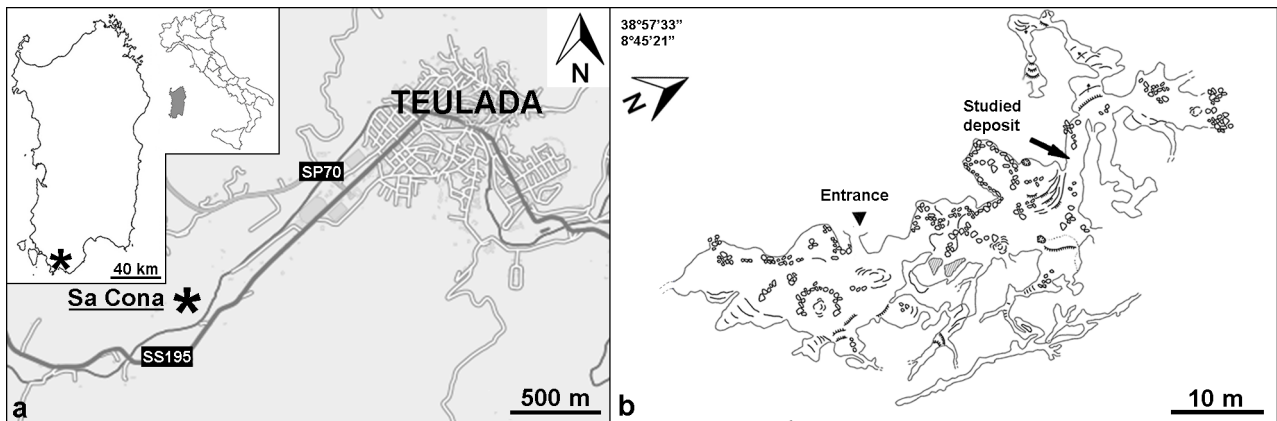 TEULADA
N
SP70
40 km
Sa Cona
SS195
500 m
a
38°57'33"
8°45'21"
N
Studied
deposit
Entrance
10 m
b